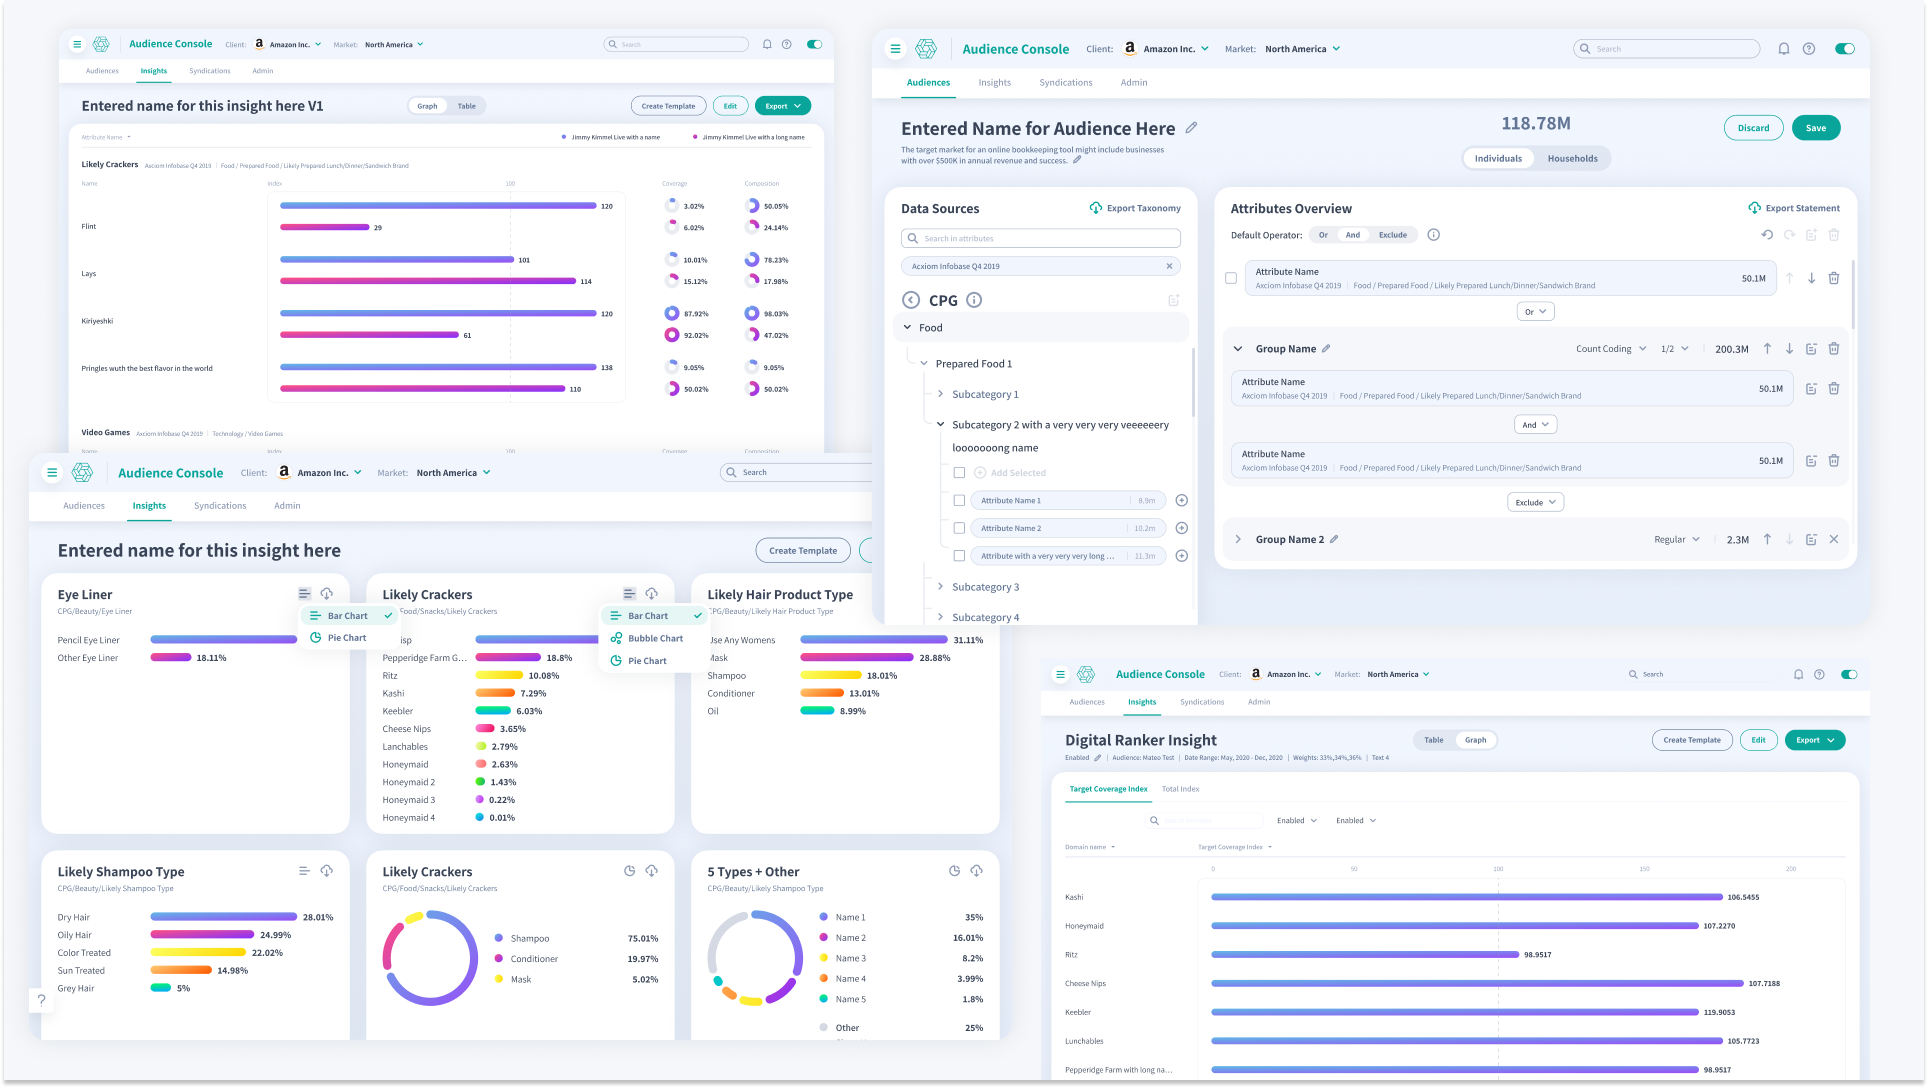 Audience Console
Client: a Amazon Inc.
Market: North America
Search
Audiences Insights Syndications Admin
Entered name for this insight here V1
Graph Table
Create Template Edit Export
Attribute Name
Jimmy Kimmel Live with a name
Jimmy Kimmel Live with a long name
Likely Crackers Axciom Infobase Q4 2019 | Food / Prepared Food / Likely Prepared Lunch/Dinner/Sandwich Brand
Name Index 100 Coverage Composition
120 3.02% 50.05%
Flint
29 6.02% 24.14%
101 10.01% 78.23%
Lays
114 15.12% 17.98%
120 87.92% 98.03%
Kiriyeshki
61 92.02% 47.02%
138 9.05% 9.05%
Pringles wuth the best flavor in the world
110 50.02% 50.02%
Video Games Axciom Infobase Q4 2019 | Technology / Video Games
Name Index 100 Coverage Composition
Audience Console
Client: a Amazon Inc.
Market: North America
Search
Audiences Insights Syndications Admin
Entered Name for Audience Here
The target market for an online bookkeeping tool might include businesses
with over $500K in annual revenue and success.
118.78M
Individuals Households
Discard Save
Data Sources Export Taxonomy
Search in attributes
Acxiom Infobase Q4 2019
CPG
Food
Prepared Food 1
Subcategory 1
Subcategory 2 with a very very very veeeeeery
looooooong name
Add Selected
Attribute Name 1 | 8.9m
Attribute Name 2 | 10.2m
Attribute with a very very very long ... | 11.3m
Subcategory 3
Subcategory 4
Attributes Overview Export Statement
Default Operator: Or And Exclude
Attribute Name
Axciom Infobase Q4 2019 | Food / Prepared Food / Likely Prepared Lunch/Dinner/Sandwich Brand
50.1M
Or
Group Name Count Coding 1/2 200.3M
Attribute Name
Axciom Infobase Q4 2019 | Food / Prepared Food / Likely Prepared Lunch/Dinner/Sandwich Brand
50.1M
And
Attribute Name
Axciom Infobase Q4 2019 | Food / Prepared Food / Likely Prepared Lunch/Dinner/Sandwich Brand
50.1M
Exclude
Group Name 2 Regular 2.3M
Audience Console
Client: a Amazon Inc.
Market: North America
Search
Audiences Insights Syndications Admin
Entered name for this insight here
Create Template
Eye Liner
CPG/Beauty/Eye Liner
Bar Chart
Pie Chart
Pencil Eye Liner
Other Eye Liner 18.11%
Likely Crackers
Food/Snacks/Likely Crackers
Bar Chart
Bubble Chart
Pie Chart
isp
Pepperidge Farm G... 18.8%
Ritz 10.08%
Kashi 7.29%
Keebler 6.03%
Cheese Nips 3.65%
Lanchables 2.79%
Honeymaid 2.63%
Honeymaid 2 1.43%
Honeymaid 3 0.22%
Honeymaid 4 0.01%
Likely Hair Product Type
CPG/Beauty/Likely Hair Product Type
Use Any Womens 31.11%
Mask 28.88%
Shampoo 18.01%
Conditioner 13.01%
Oil 8.99%
Likely Shampoo Type
CPG/Beauty/Likely Shampoo Type
Dry Hair 28.01%
Oily Hair 24.99%
Color Treated 22.02%
Sun Treated 14.98%
Grey Hair 5%
?
Likely Crackers
CPG/Food/Snacks/Likely Crackers
Shampoo 75.01%
Conditioner 19.97%
Mask 5.02%
5 Types + Other
CPG/Beauty/Likely Shampoo Type
Name 1 35%
Name 2 16.01%
Name 3 8.2%
Name 4 3.99%
Name 5 1.8%
Other 25%
Audience Console
Client: a Amazon Inc.
Market: North America
Search
Audiences Insights Syndications Admin
Digital Ranker Insight
Enabled | Audience: Mateo Test | Date Range: May, 2020 - Dec, 2020 | Weights: 33%,34%,36% | Text 4
Table Graph
Create Template Edit Export
Target Coverage Index Total Index
Enabled Enabled
Domain name Target Coverage Index
0 50 100 150 200
Kashi 106.5455
Honeymaid 107.2270
Ritz 98.9517
Cheese Nips 107.7188
Keebler 119.9053
Lunchables 105.7723
Pepperidge Farm with long na... 98.9517